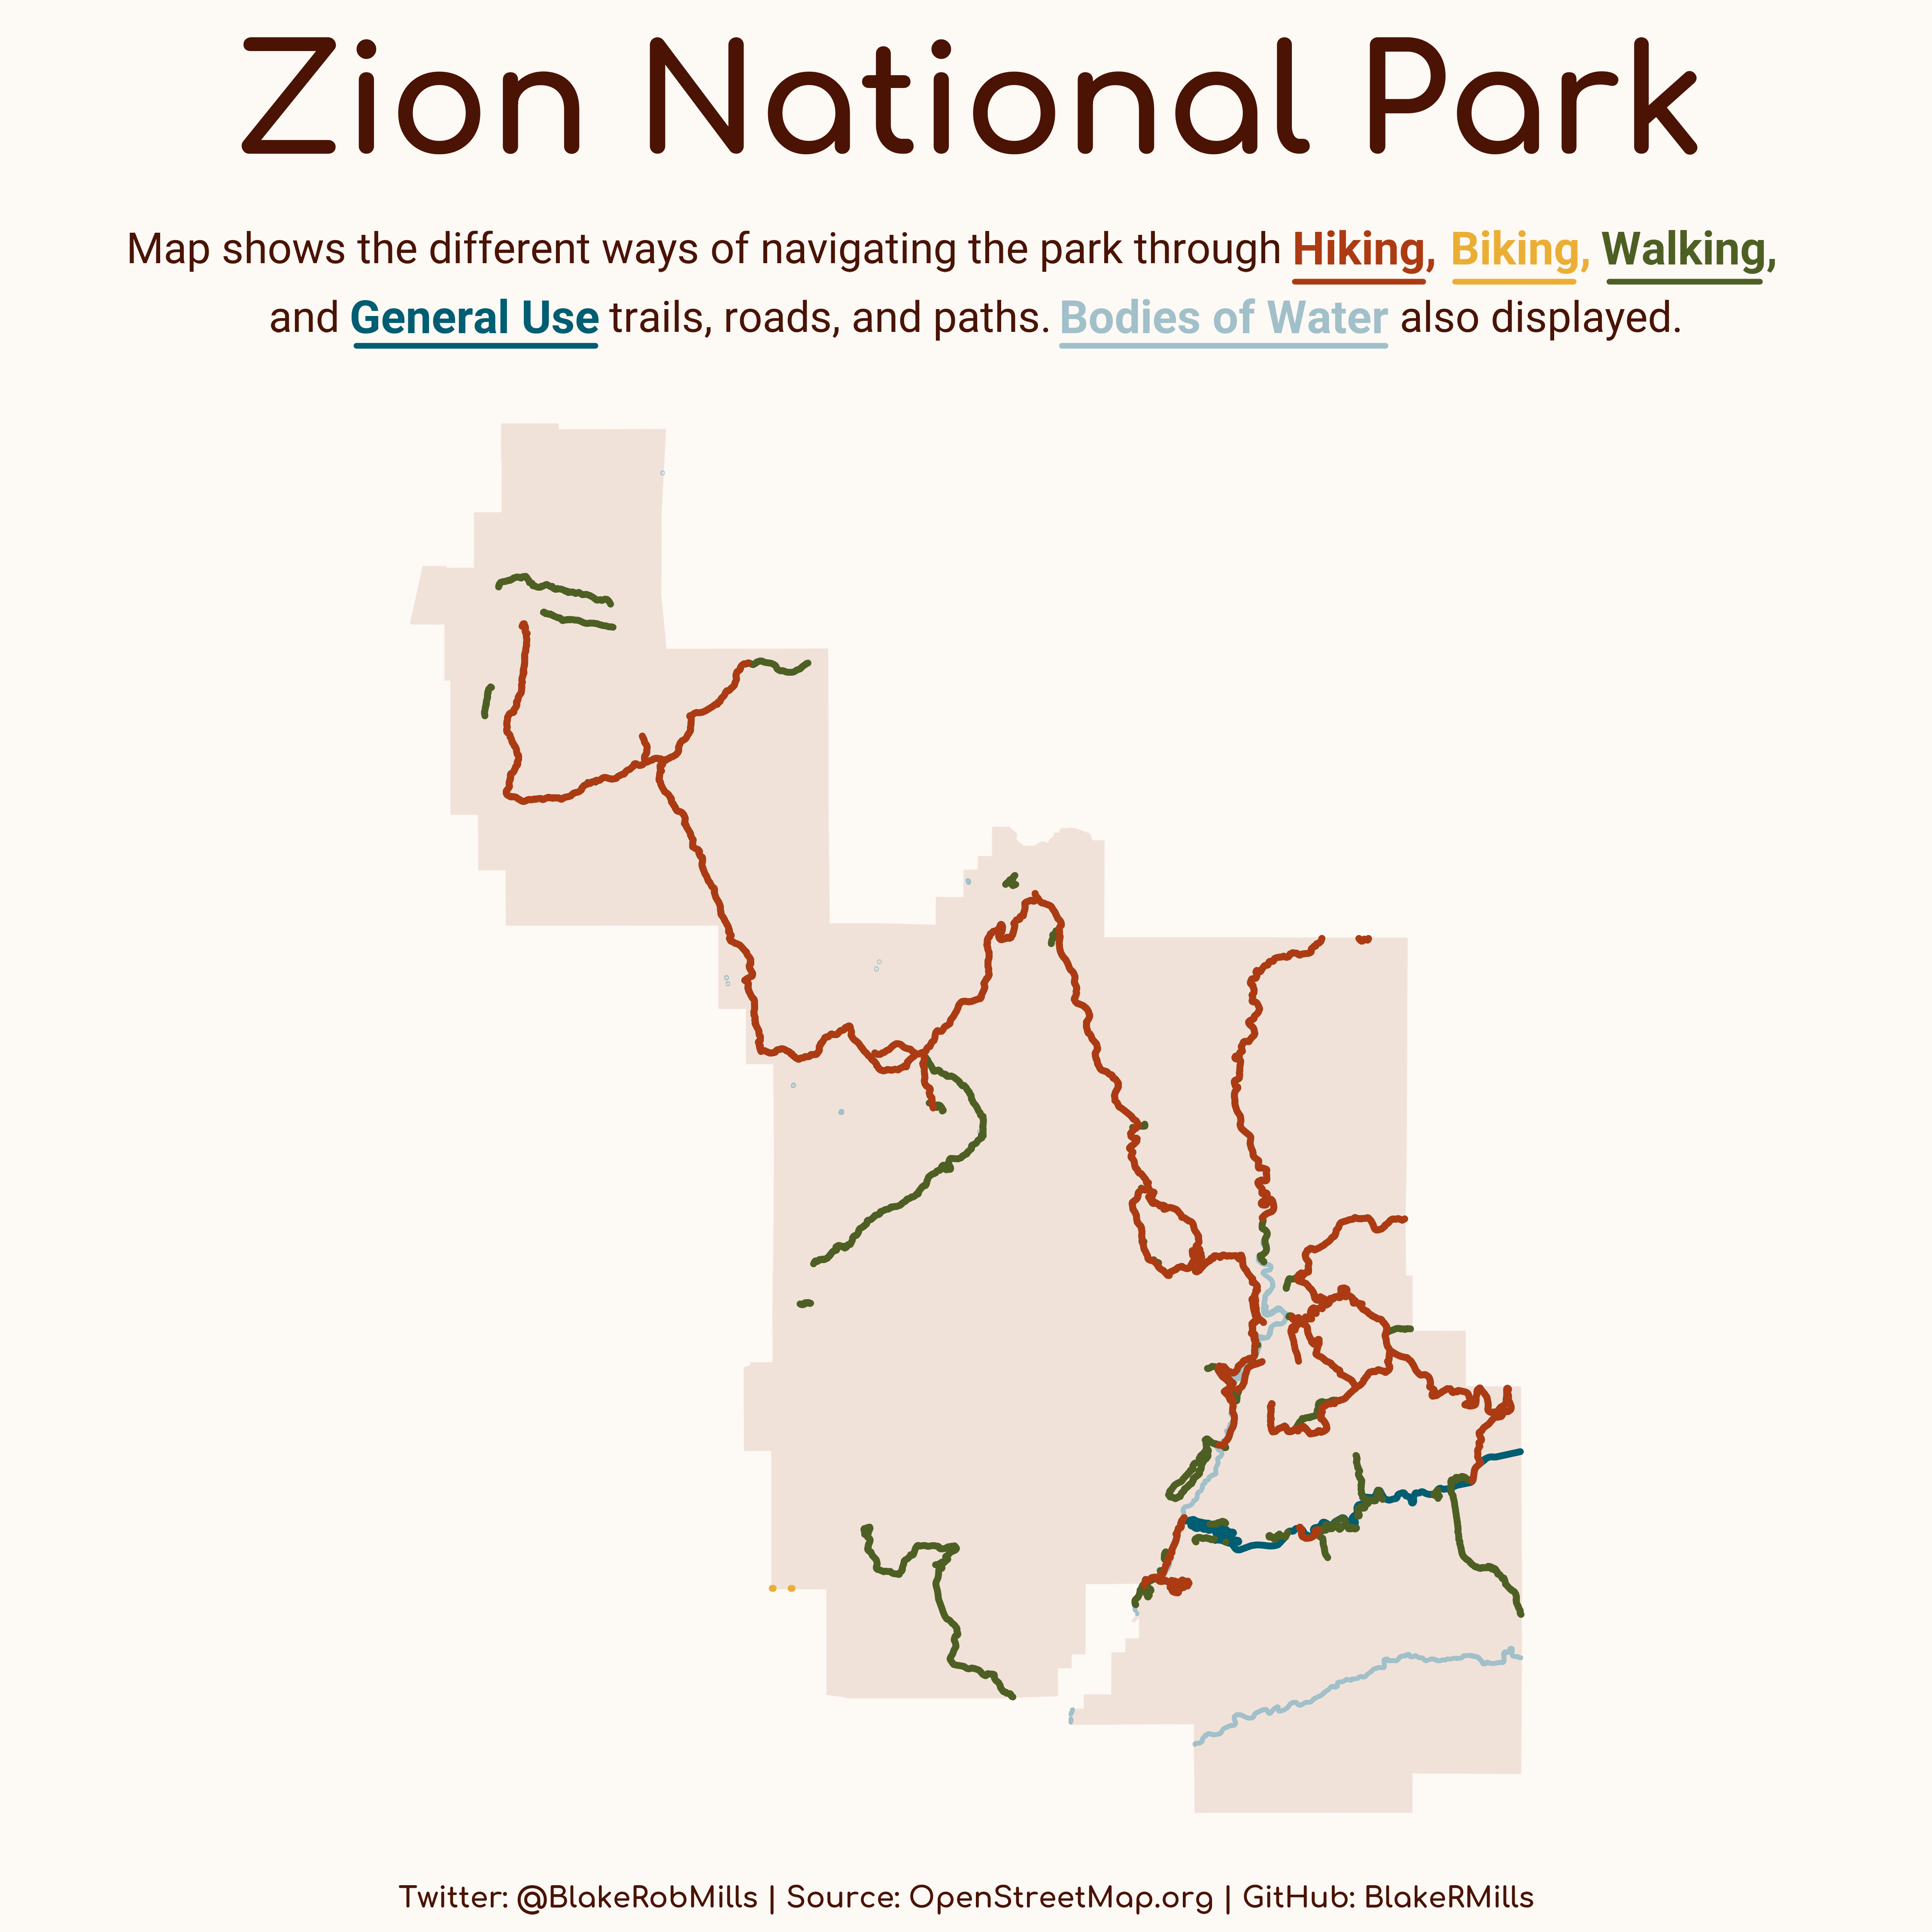 Zion National Park
Map shows the different ways of navigating the park through Hiking, Biking, Walking,
and General Use trails, roads, and paths. Bodies of Water also displayed.
Twitter: @BlakeRobMills | Source: OpenStreetMap.org | GitHub: BlakeRMills